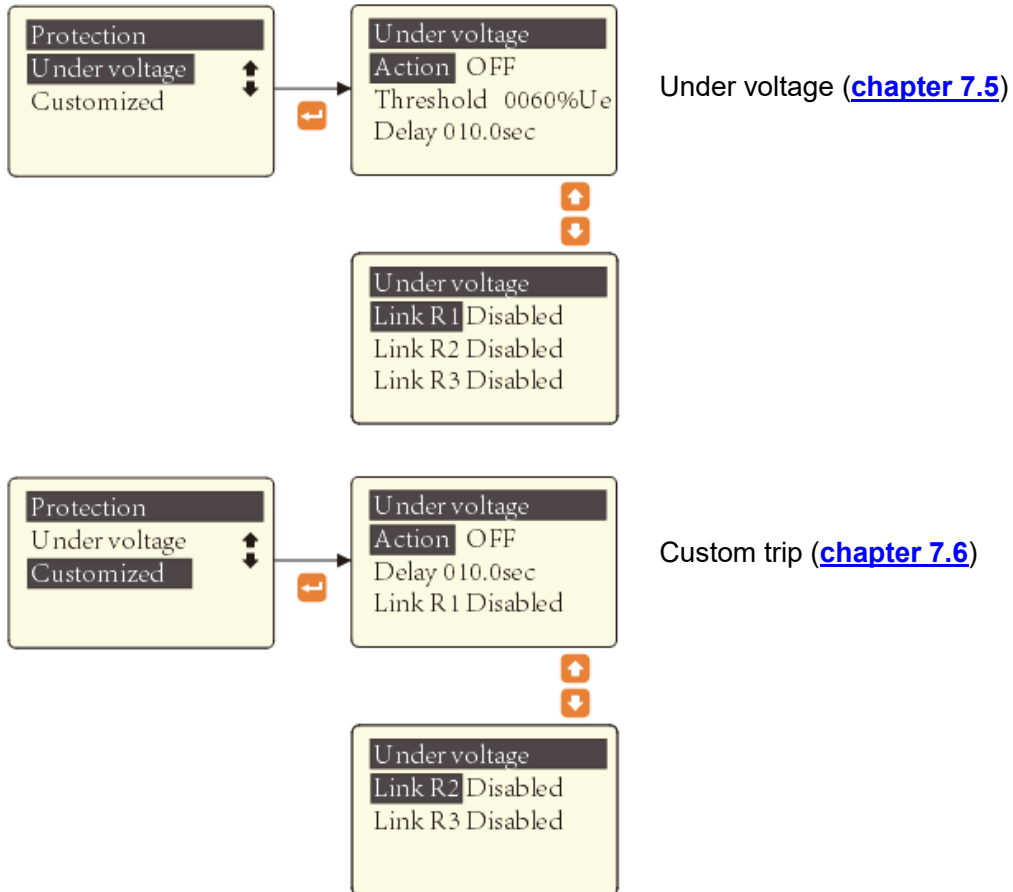 Protection
Under voltage
Customized
Under voltage
Action OFF
Threshold 0060%Ue
Delay 010.0sec
Under voltage (chapter 7.5)
Under voltage
Link R1 Disabled
Link R2 Disabled
Link R3 Disabled
Protection
Under voltage
Customized
Under voltage
Action OFF
Delay 010.0sec
Link R1 Disabled
Custom trip (chapter 7.6)
Under voltage
Link R2 Disabled
Link R3 Disabled